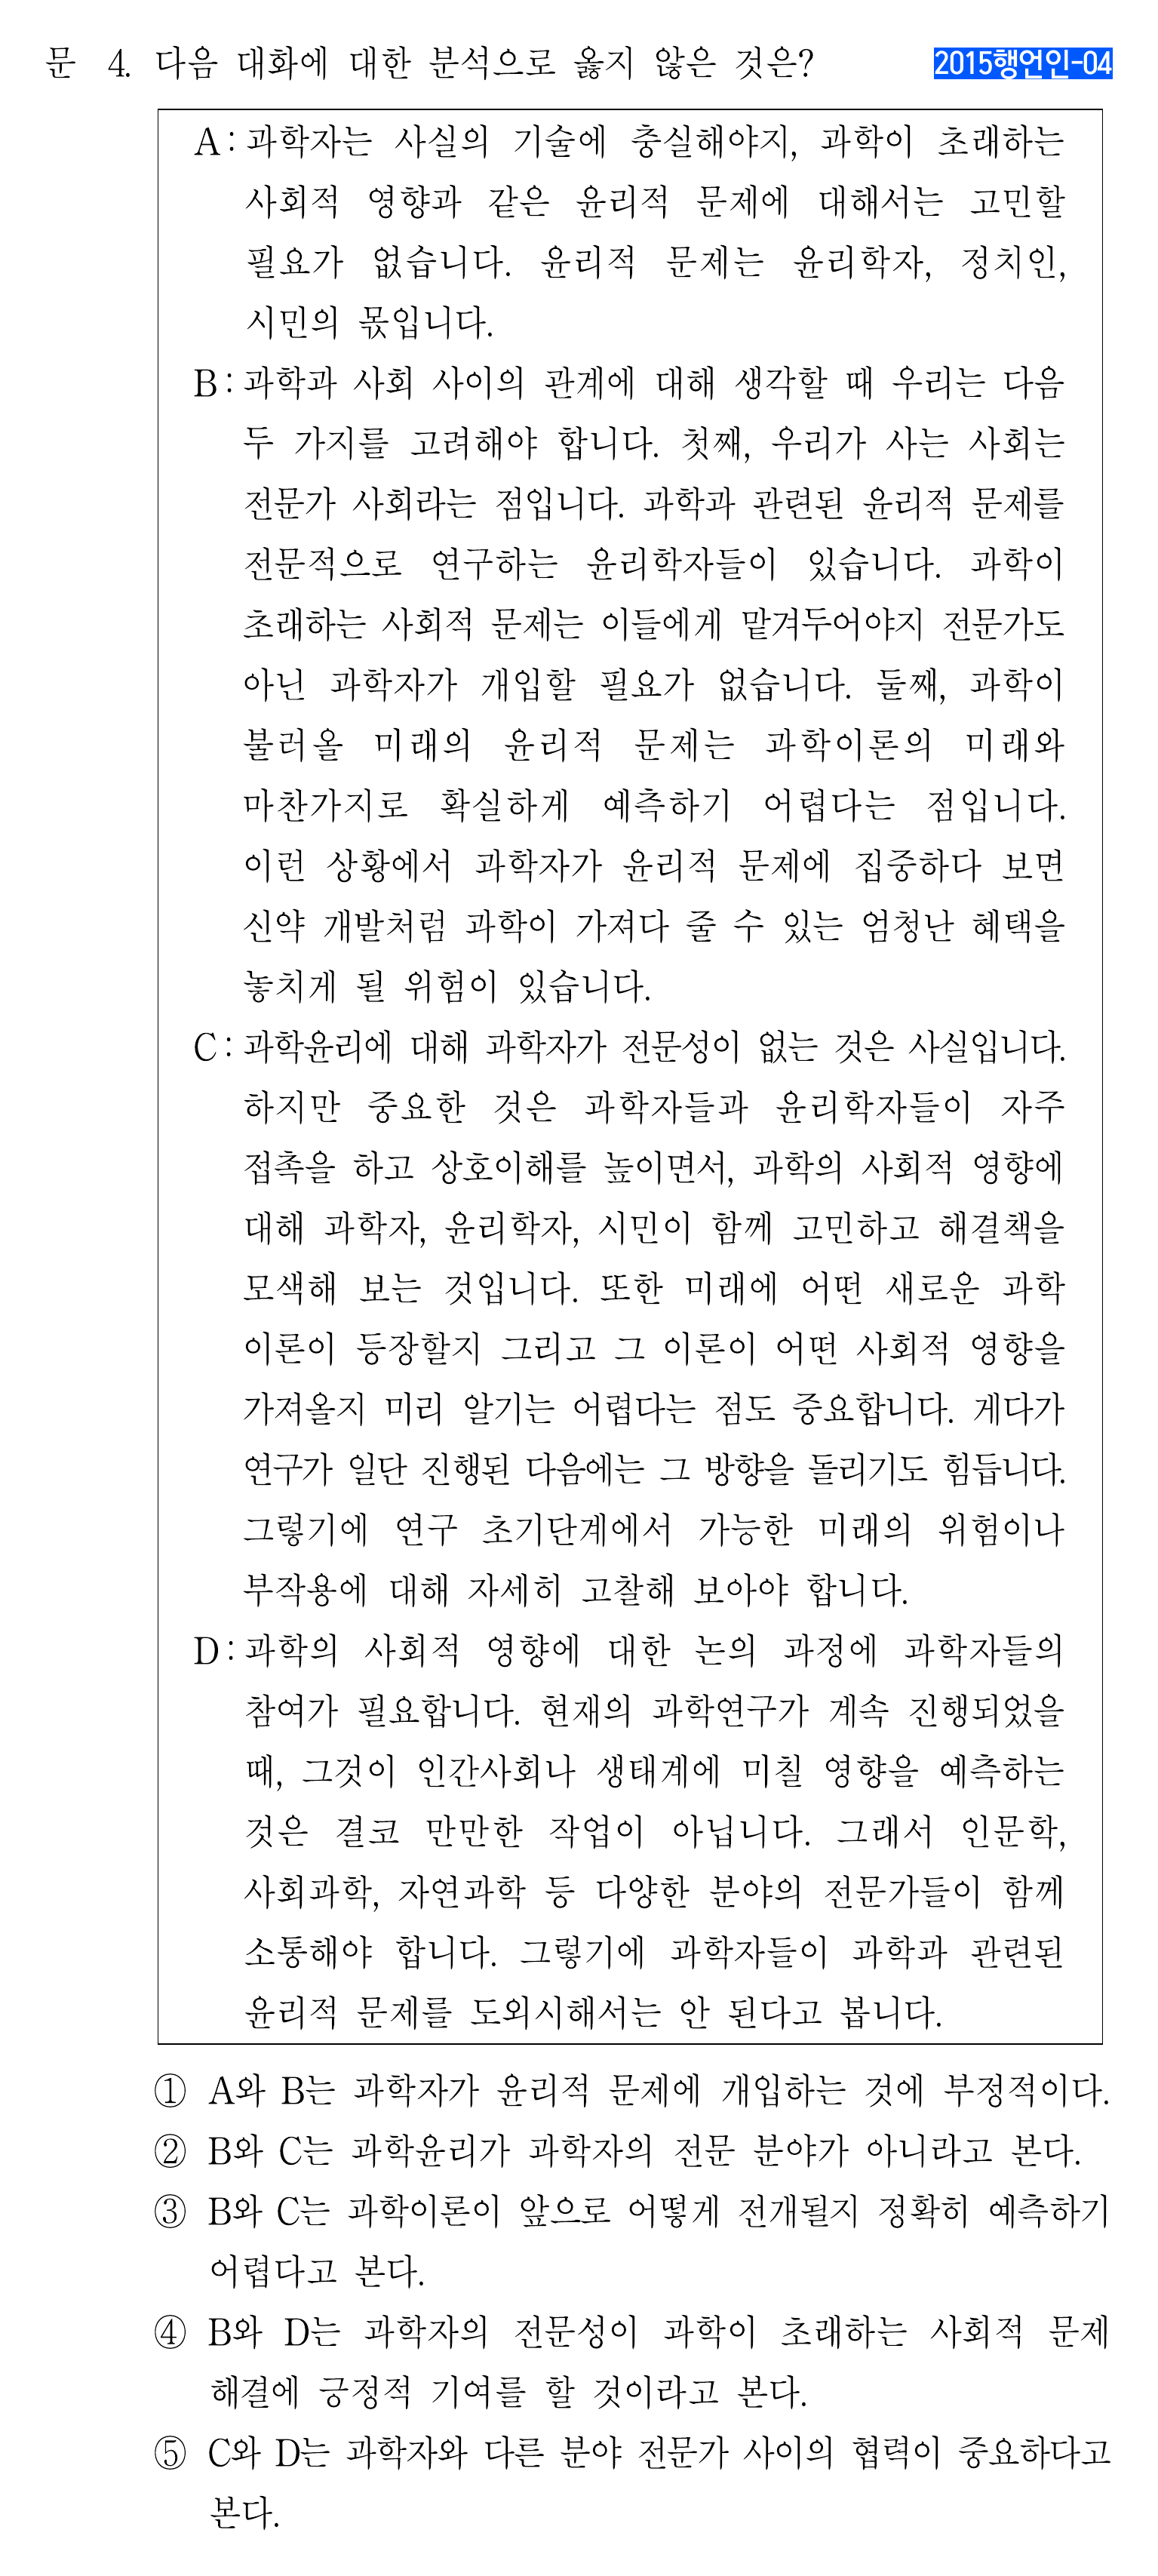 문 4. 다음 대화에 대한 분석으로 옳지 않은 것은?
2015행언인-04
A : 과학자는 사실의 기술에 충실해야지, 과학이 초래하는
사회적 영향과 같은 윤리적 문제에 대해서는 고민할
필요가 없습니다. 윤리적 문제는 윤리학자, 정치인,
시민의 몫입니다.
B : 과학과 사회 사이의 관계에 대해 생각할 때 우리는 다음
두 가지를 고려해야 합니다. 첫째, 우리가 사는 사회는
전문가 사회라는 점입니다. 과학과 관련된 윤리적 문제를
전문적으로 연구하는 윤리학자들이 있습니다. 과학이
초래하는 사회적 문제는 이들에게 맡겨두어야지 전문가도
아닌 과학자가 개입할 필요가 없습니다. 둘째, 과학이
불러올 미래의 윤리적 문제는 과학이론의 미래와
마찬가지로 확실하게 예측하기 어렵다는 점입니다.
이런 상황에서 과학자가 윤리적 문제에 집중하다 보면
신약 개발처럼 과학이 가져다 줄 수 있는 엄청난 혜택을
놓치게 될 위험이 있습니다.
C : 과학윤리에 대해 과학자가 전문성이 없는 것은 사실입니다.
하지만 중요한 것은 과학자들과 윤리학자들이 자주
접촉을 하고 상호이해를 높이면서, 과학의 사회적 영향에
대해 과학자, 윤리학자, 시민이 함께 고민하고 해결책을
모색해 보는 것입니다. 또한 미래에 어떤 새로운 과학
이론이 등장할지 그리고 그 이론이 어떤 사회적 영향을
가져올지 미리 알기는 어렵다는 점도 중요합니다. 게다가
연구가 일단 진행된 다음에는 그 방향을 돌리기도 힘듭니다.
그렇기에 연구 초기단계에서 가능한 미래의 위험이나
부작용에 대해 자세히 고찰해 보아야 합니다.
D : 과학의 사회적 영향에 대한 논의 과정에 과학자들의
참여가 필요합니다. 현재의 과학연구가 계속 진행되었을
때, 그것이 인간사회나 생태계에 미칠 영향을 예측하는
것은 결코 만만한 작업이 아닙니다. 그래서 인문학,
사회과학, 자연과학 등 다양한 분야의 전문가들이 함께
소통해야 합니다. 그렇기에 과학자들이 과학과 관련된
윤리적 문제를 도외시해서는 안 된다고 봅니다.
① A와 B는 과학자가 윤리적 문제에 개입하는 것에 부정적이다.
② B와 C는 과학윤리가 과학자의 전문 분야가 아니라고 본다.
③ B와 C는 과학이론이 앞으로 어떻게 전개될지 정확히 예측하기
어렵다고 본다.
④ B와 D는 과학자의 전문성이 과학이 초래하는 사회적 문제
해결에 긍정적 기여를 할 것이라고 본다.
⑤ C와 D는 과학자와 다른 분야 전문가 사이의 협력이 중요하다고
본다.